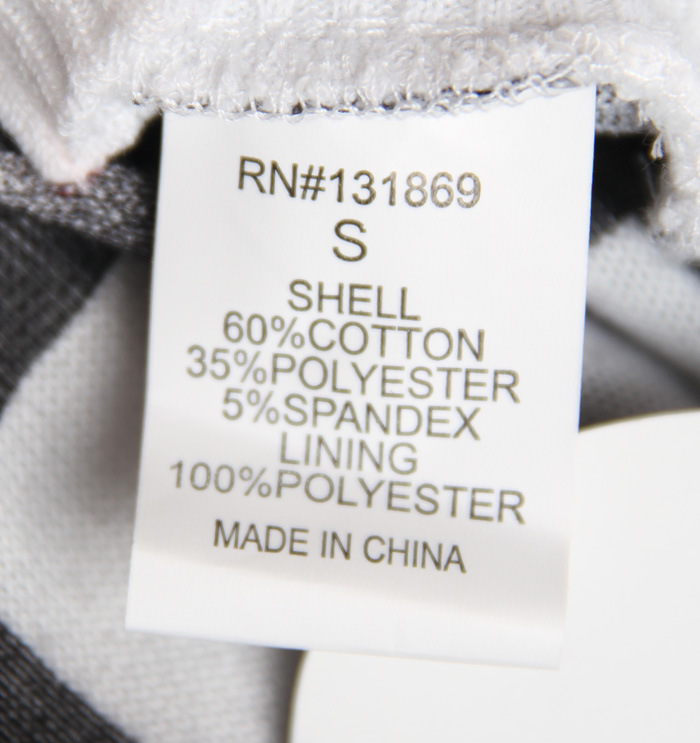 RN#131869
S
SHELL
60%COTTON
35%POLYESTER
5%SPANDEX
LINING
100%POLYESTER
MADE IN CHINA